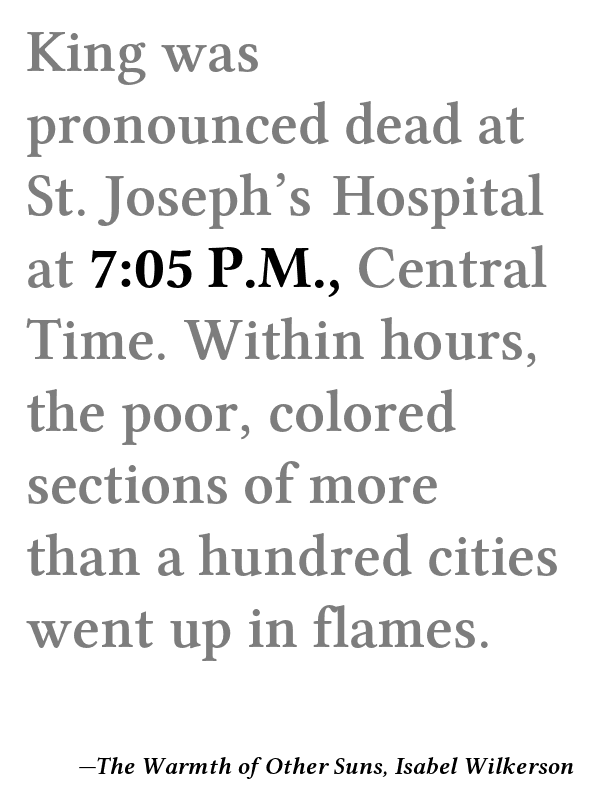 King was
pronounced dead at
St. Joseph’s Hospital
at 7:05 P.M., Central
Time. Within hours,
the poor, colored
sections of more
than a hundred cities
went up in flames.
—The Warmth of Other Suns, Isabel Wilkerson